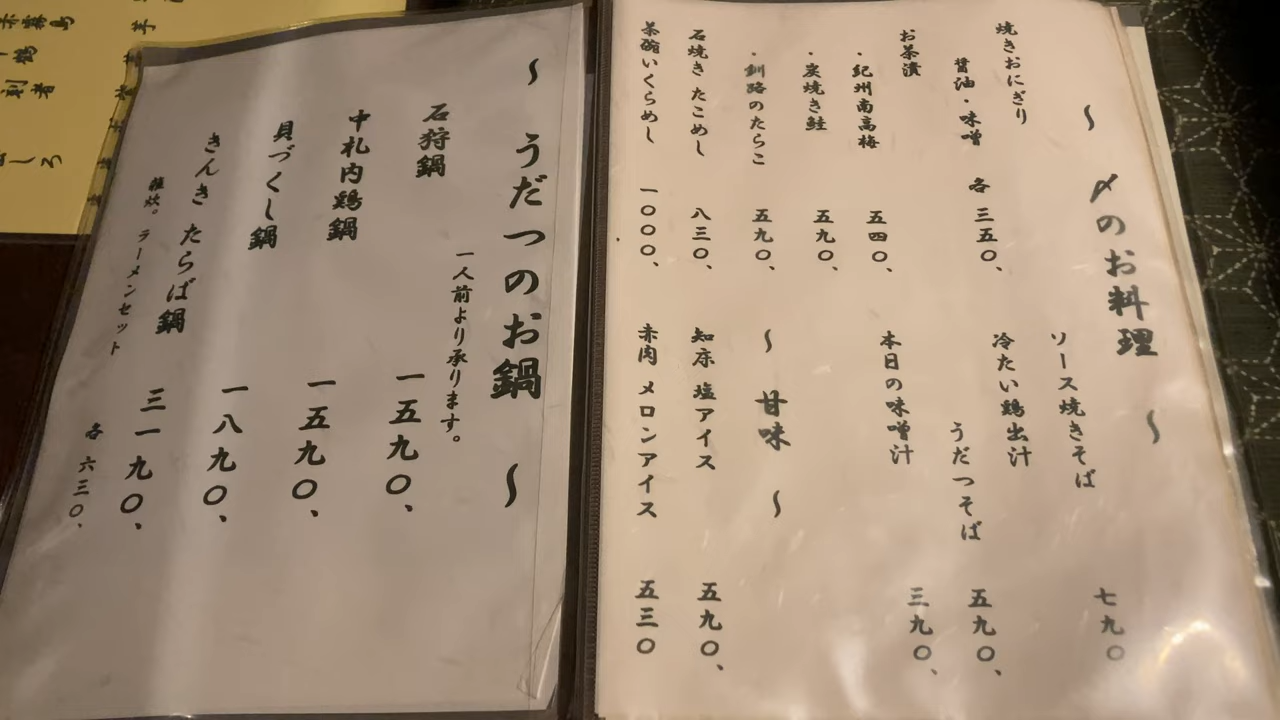 〜 〆のお料理 〜
焼きおにぎり
醤油・味噌 各 三五〇、
お茶漬
・紀州南高梅 五四〇、
・炭焼き鮭 五九〇、
・釧路のたらこ 五九〇、
石焼きたこめし 八三〇、
茶碗いくらめし 一〇〇〇、
ソース焼きそば 七九〇
冷たい鶏出汁
うだつそば 五九〇、
本日の味噌汁 三九〇、
〜 甘味 〜
知床 塩アイス 五九〇、
赤肉 メロンアイス 五三〇
〜 うだつのお鍋 〜
一人前より承ります。
石狩鍋 一五九〇、
中札内鶏鍋 一五九〇、
貝づくし鍋 一八九〇、
きんき たらば鍋 三一九〇、
雑炊。ラーメンセット 各 六三〇、
赤霧島